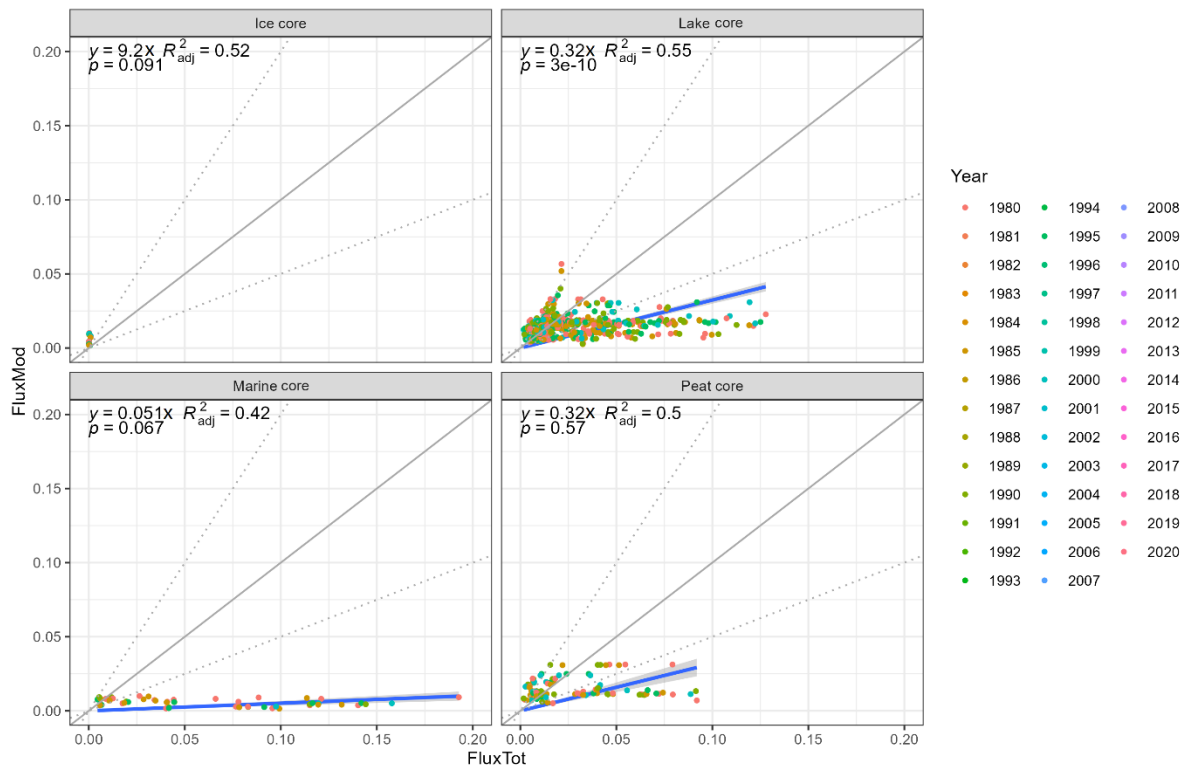 Ice core
Lake core
y = 9.2x R²adj = 0.52
p = 0.091
y = 0.32x R²adj = 0.55
p = 3e-10
0.20
0.15
0.10
0.05
0.00
Marine core
Peat core
y = 0.051x R²adj = 0.42
p = 0.067
y = 0.32x R²adj = 0.5
p = 0.57
0.20
0.15
0.10
0.05
0.00
0.00 0.05 0.10 0.15 0.20
0.00 0.05 0.10 0.15 0.20
FluxMod
FluxTot
Year
1980 1994 2008
1981 1995 2009
1982 1996 2010
1983 1997 2011
1984 1998 2012
1985 1999 2013
1986 2000 2014
1987 2001 2015
1988 2002 2016
1989 2003 2017
1990 2004 2018
1991 2005 2019
1992 2006 2020
1993 2007